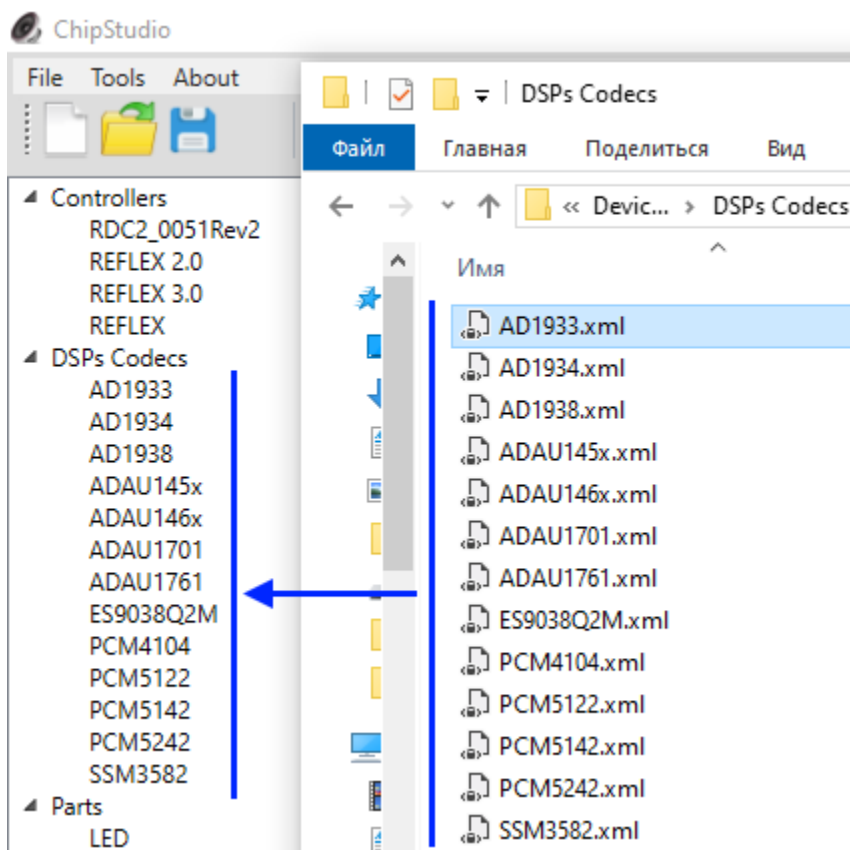 ChipStudio
File Tools About
Controllers
RDC2_0051Rev2
REFLEX 2.0
REFLEX 3.0
REFLEX
DSPs Codecs
AD1933
AD1934
AD1938
ADAU145x
ADAU146x
ADAU1701
ADAU1761
ES9038Q2M
PCM4104
PCM5122
PCM5142
PCM5242
SSM3582
Parts
LED
DSPs Codecs
Файл Главная Поделиться Вид
« Devic... › DSPs Codecs
Имя
AD1933.xml
AD1934.xml
AD1938.xml
ADAU145x.xml
ADAU146x.xml
ADAU1701.xml
ADAU1761.xml
ES9038Q2M.xml
PCM4104.xml
PCM5122.xml
PCM5142.xml
PCM5242.xml
SSM3582.xml